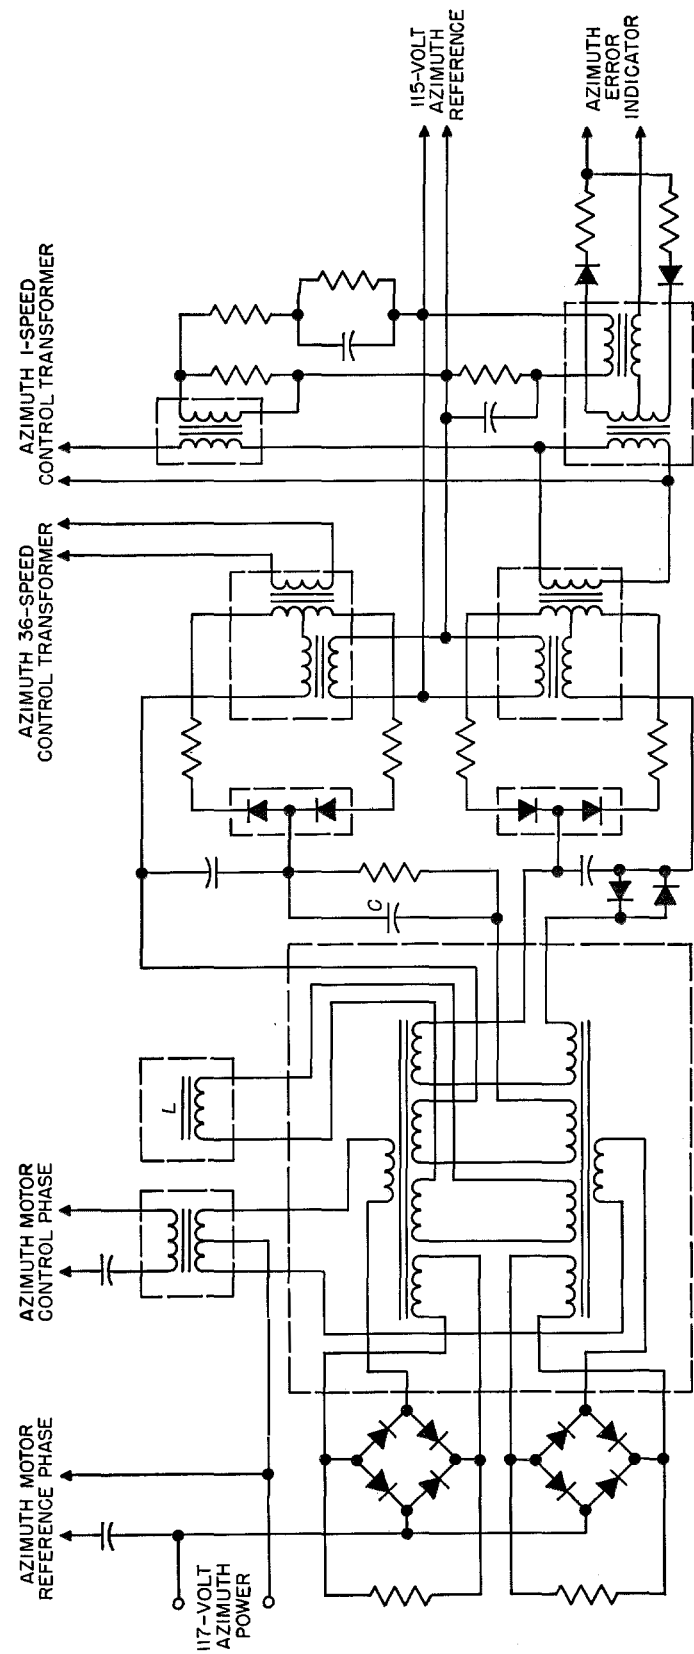 AZIMUTH MOTOR
REFERENCE PHASE
117-VOLT
AZIMUTH
POWER
AZIMUTH MOTOR
CONTROL PHASE
L
C
AZIMUTH 36-SPEED
CONTROL TRANSFORMER
AZIMUTH 1-SPEED
CONTROL TRANSFORMER
115-VOLT
AZIMUTH
REFERENCE
AZIMUTH
ERROR
INDICATOR